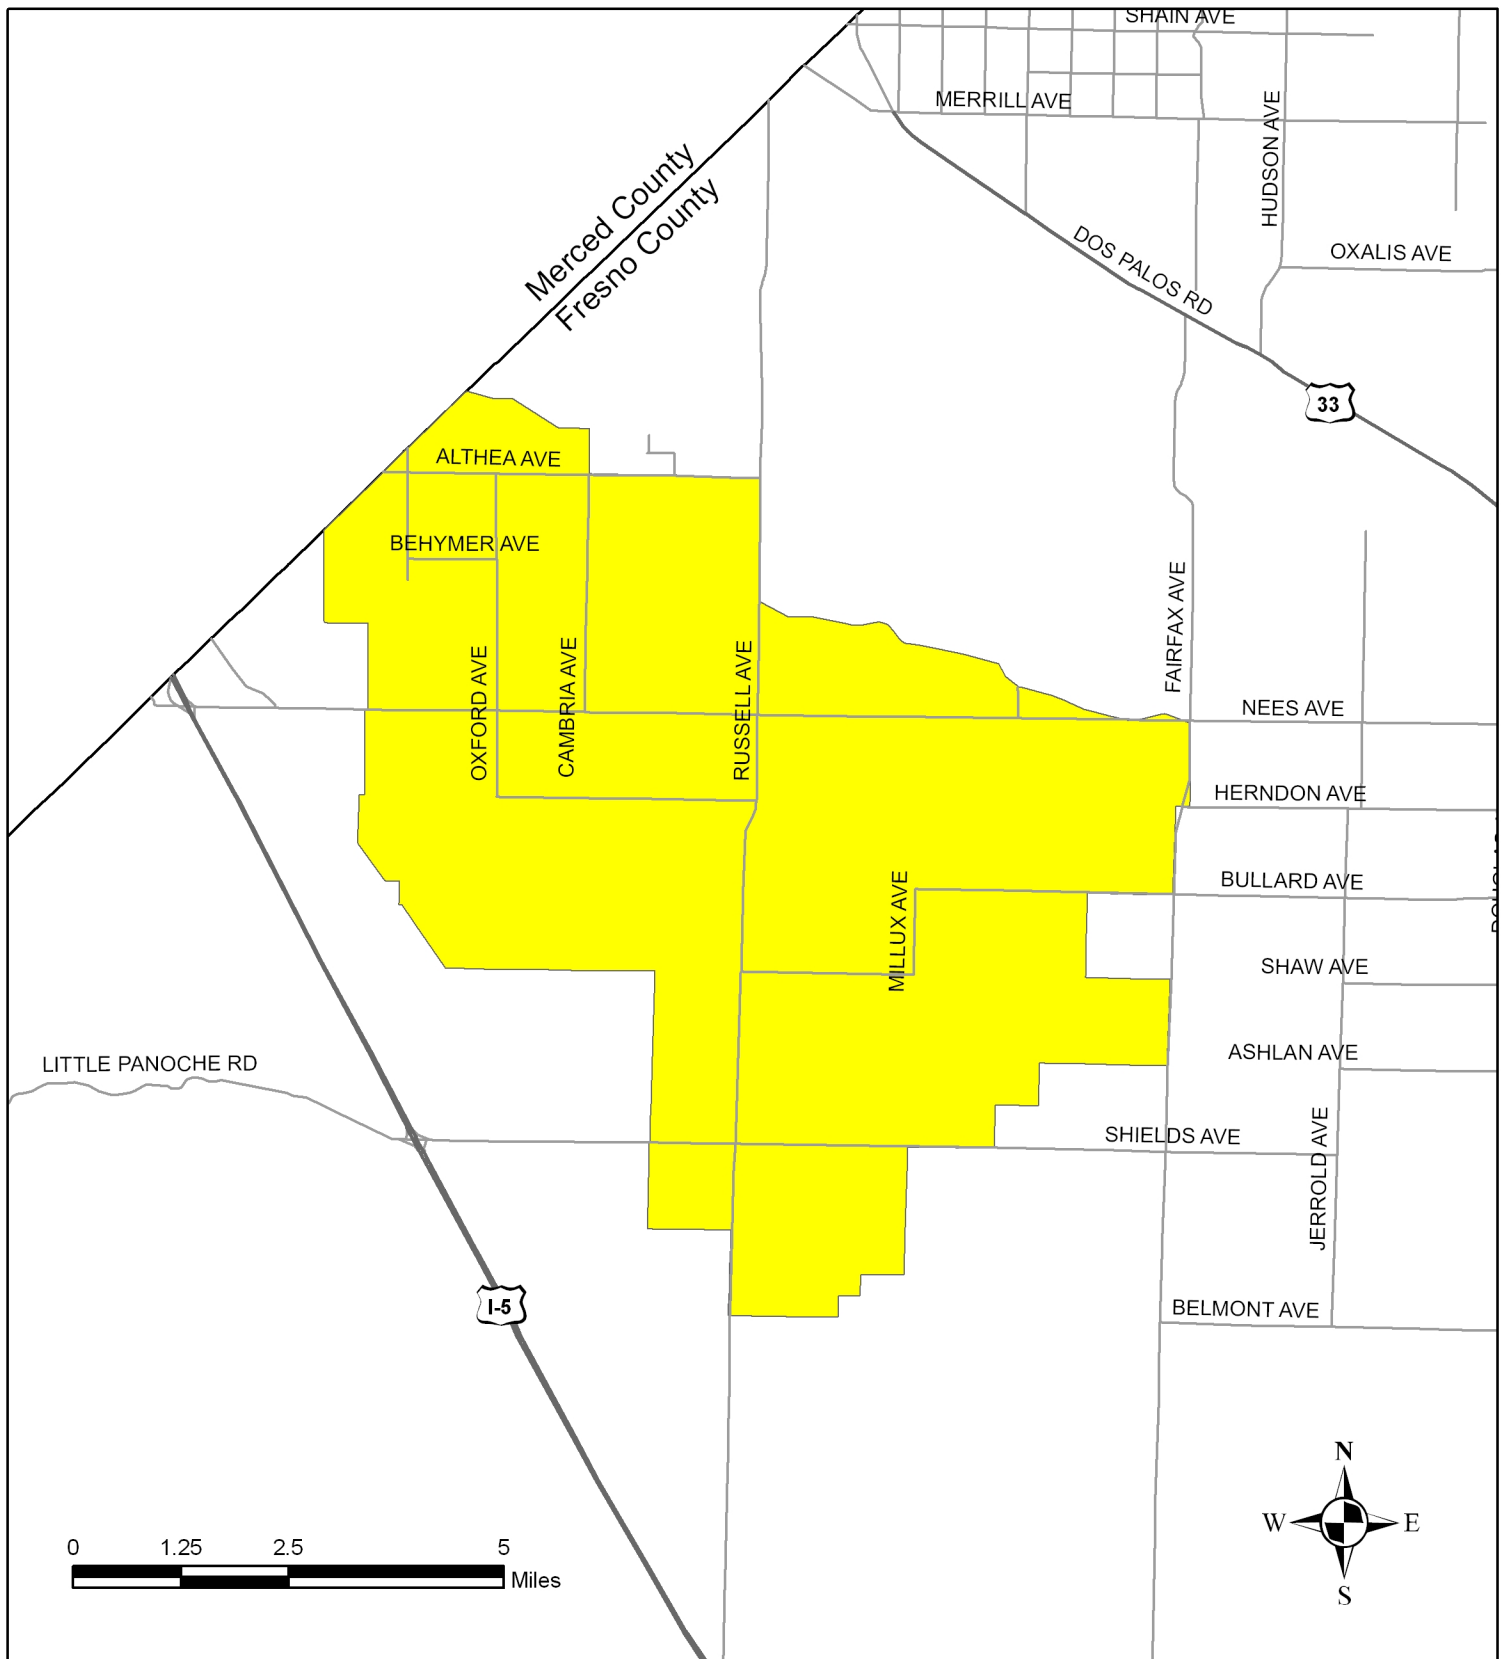 SHAIN AVE
MERRILL AVE
HUDSON AVE
Merced County
Fresno County
DOS PALOS RD
OXALIS AVE
33
ALTHEA AVE
BEHYMER AVE
FAIRFAX AVE
OXFORD AVE
CAMBRIA AVE
RUSSELL AVE
NEES AVE
HERNDON AVE
MILLUX AVE
BULLARD AVE
SHAW AVE
LITTLE PANOCHE RD
ASHLAN AVE
SHIELDS AVE
JERROLD AVE
I-5
BELMONT AVE
N
W E
S
0 1.25 2.5 5
Miles